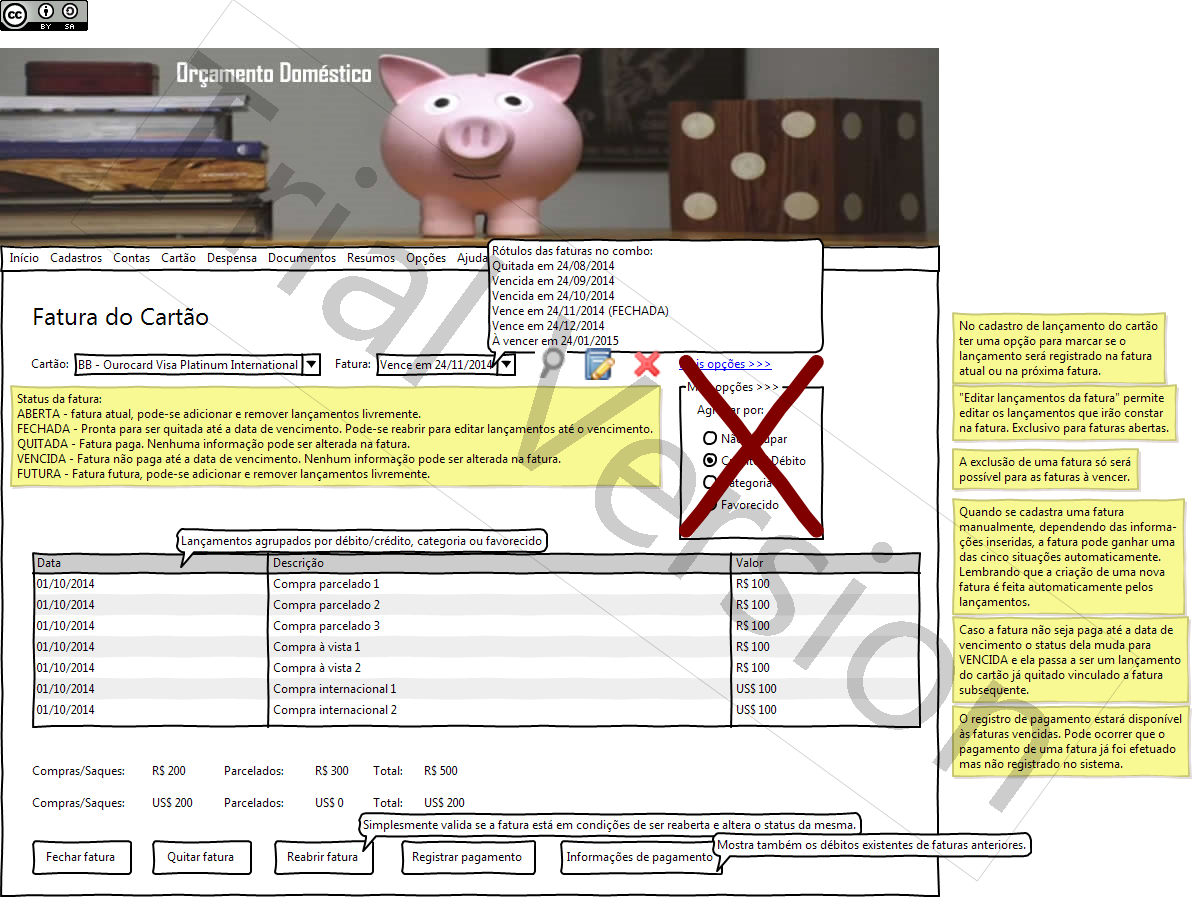 cc BY SA
Orçamento Doméstico
Início Cadastros Contas Cartão Despensa Documentos Resumos Opções Ajuda
Rótulos das faturas no combo:
Quitada em 24/08/2014
Vencida em 24/09/2014
Vencida em 24/10/2014
Vence em 24/11/2014 (FECHADA)
Vence em 24/12/2014
À vencer em 24/01/2015
Fatura do Cartão
Cartão: BB - Ourocard Visa Platinum International Fatura: Vence em 24/11/2014
opções >>>
opções >>>
por:
Débito
Favorecido
Status da fatura:
ABERTA - fatura atual, pode-se adicionar e remover lançamentos livremente.
FECHADA - Pronta para ser quitada até a data de vencimento. Pode-se reabrir para editar lançamentos até o vencimento.
QUITADA - Fatura paga. Nenhuma informação pode ser alterada na fatura.
VENCIDA - Fatura não paga até a data de vencimento. Nenhum informação pode ser alterada na fatura.
FUTURA - Fatura futura, pode-se adicionar e remover lançamentos livremente.
Lançamentos agrupados por débito/crédito, categoria ou favorecido
Data Descrição Valor
01/10/2014 Compra parcelado 1 R$ 100
01/10/2014 Compra parcelado 2 R$ 100
01/10/2014 Compra parcelado 3 R$ 100
01/10/2014 Compra à vista 1 R$ 100
01/10/2014 Compra à vista 2 R$ 100
01/10/2014 Compra internacional 1 US$ 100
01/10/2014 Compra internacional 2 US$ 100
Compras/Saques: R$ 200 Parcelados: R$ 300 Total: R$ 500
Compras/Saques: US$ 200 Parcelados: US$ 0 Total: US$ 200
Simplesmente valida se a fatura está em condições de ser reaberta e altera o status da mesma.
Mostra também os débitos existentes de faturas anteriores.
Fechar fatura Quitar fatura Reabrir fatura Registrar pagamento Informações de pagamento
No cadastro de lançamento do cartão
ter uma opção para marcar se o
lançamento será registrado na fatura
atual ou na próxima fatura.
"Editar lançamentos da fatura" permite
editar os lançamentos que irão constar
na fatura. Exclusivo para faturas abertas.
A exclusão de uma fatura só será
possível para as faturas à vencer.
Quando se cadastra uma fatura
manualmente, dependendo das informa-
ções inseridas, a fatura pode ganhar uma
das cinco situações automaticamente.
Lembrando que a criação de uma nova
fatura é feita automaticamente pelos
lançamentos.
Caso a fatura não seja paga até a data de
vencimento o status dela muda para
VENCIDA e ela passa a ser um lançamento
do cartão já quitado vinculado a fatura
subsequente.
O registro de pagamento estará disponível
às faturas vencidas. Pode ocorrer que o
pagamento de uma fatura já foi efetuado
mas não registrado no sistema.
Trial Version